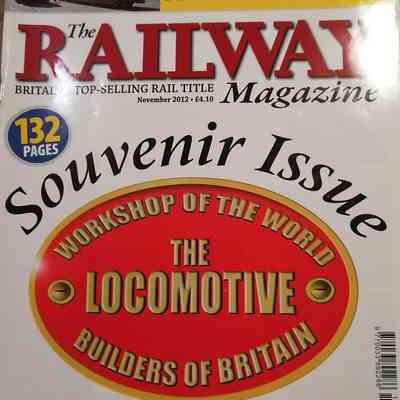 The
RAILWAY
BRITAIN'S TOP-SELLING RAIL TITLE
Magazine
November 2012 • £4.10
132
PAGES
Souvenir Issue
WORKSHOP OF THE WORLD
THE
LOCOMOTIVE
BUILDERS OF BRITAIN